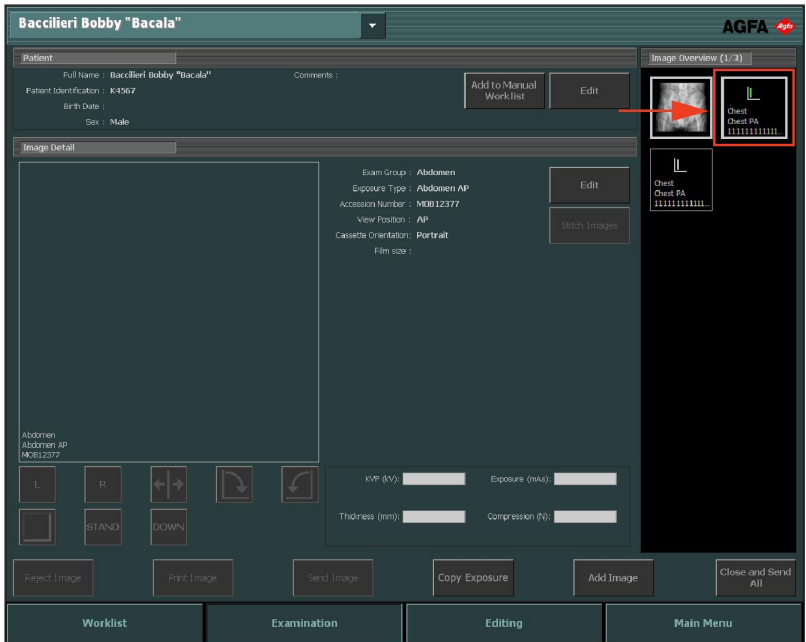 Baccilieri Bobby "Bacala"
AGFA Agfa
Patient
Image Overview (1/3)
Full Name : Baccilieri Bobby "Bacala"
Comments :
Patient Identification : K4567
Birth Date :
Sex : Male
Add to Manual
Worklist
Edit
Chest
Chest PA
111111111111..
Image Detail
Exam Group : Abdomen
Exposure Type : Abdomen AP
Accession Number : MOB12377
View Position : AP
Cassette Orientation: Portrait
Film size :
Edit
Stitch Images
L
Chest
Chest PA
111111111111..
Abdomen
Abdomen AP
MOB12377
L
R
STAND
DOWN
KVP (kV):
Exposure (mAs):
Thickness (mm):
Compression (N):
Reject Image
Print Image
Send Image
Copy Exposure
Add Image
Close and Send
All
Worklist
Examination
Editing
Main Menu